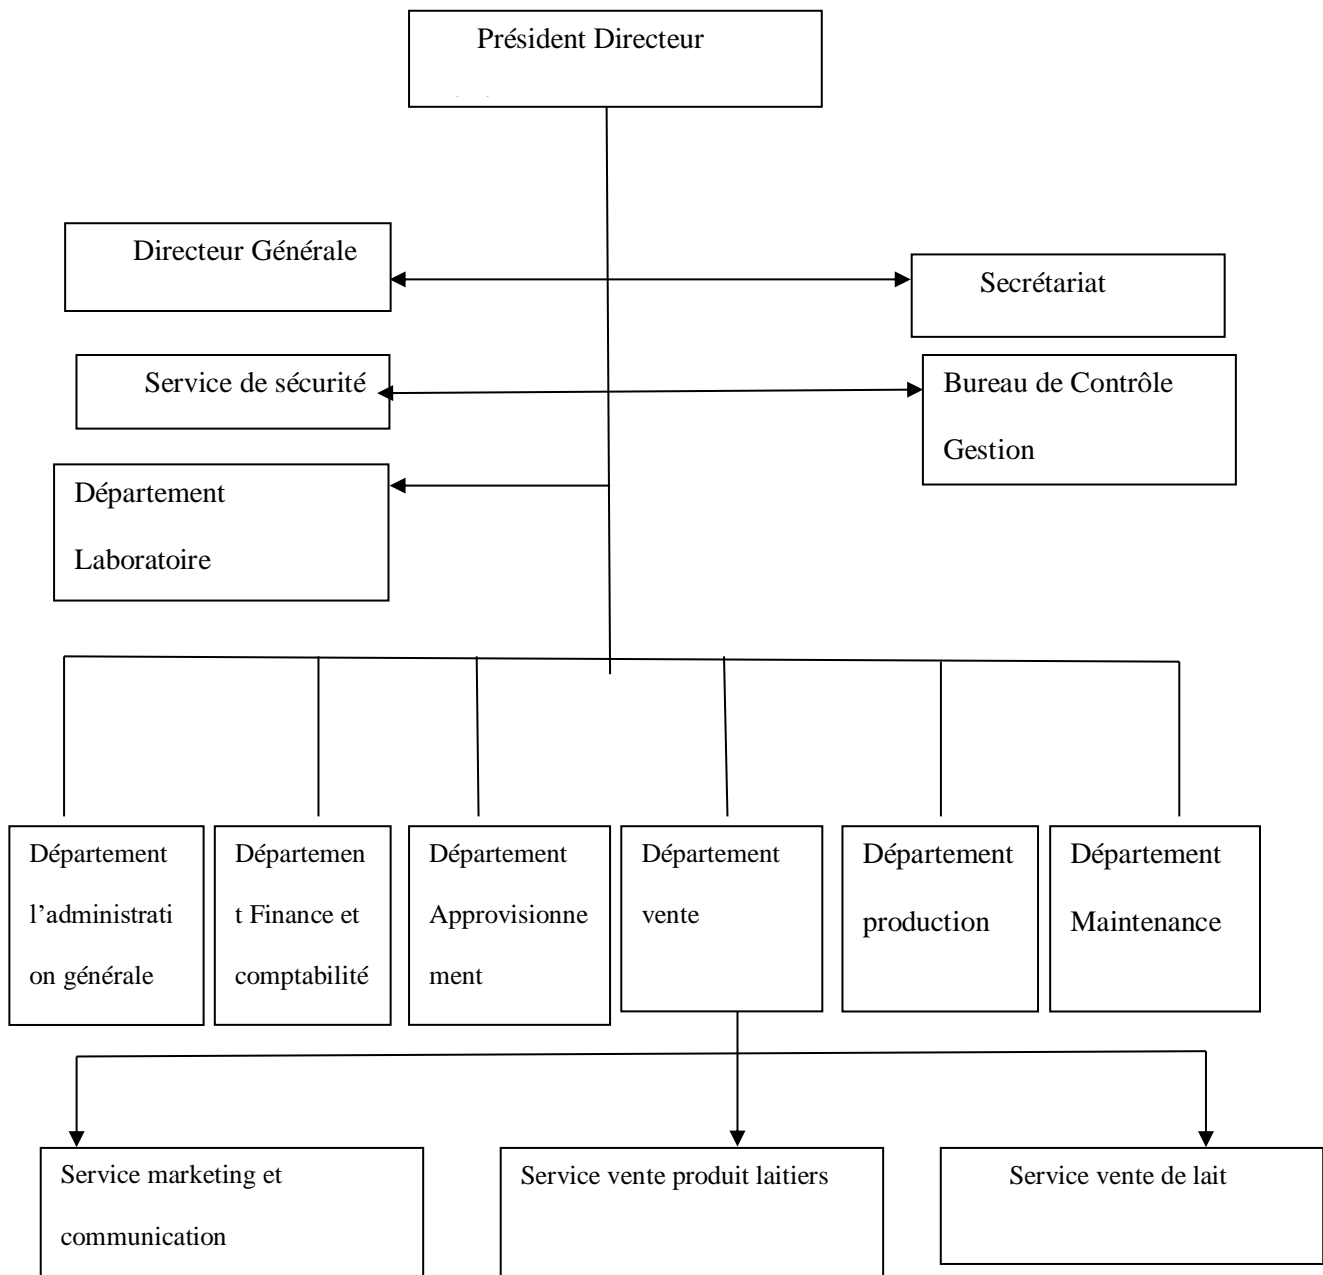 Président Directeur
Directeur Générale
Secrétariat
Service de sécurité
Bureau de Contrôle
Gestion
Département
Laboratoire
Département
l’administrati
on générale
Départemen
t Finance et
comptabilité
Département
Approvisionne
ment
Département
vente
Département
production
Département
Maintenance
Service marketing et
communication
Service vente produit laitiers
Service vente de lait